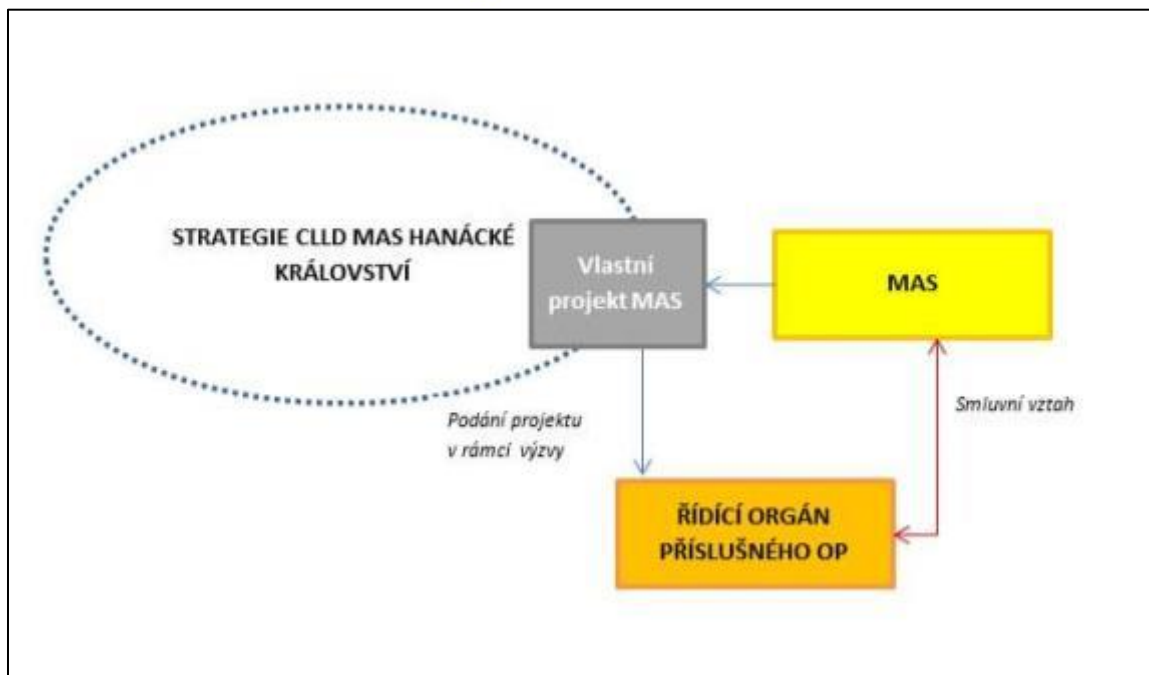 STRATEGIE CLLD MAS HANÁCKÉ
KRÁLOVSTVÍ
Vlastní
projekt MAS
MAS
Podání projektu
v rámci výzvy
Smluvní vztah
ŘÍDÍCÍ ORGÁN
PŘÍSLUŠNÉHO OP